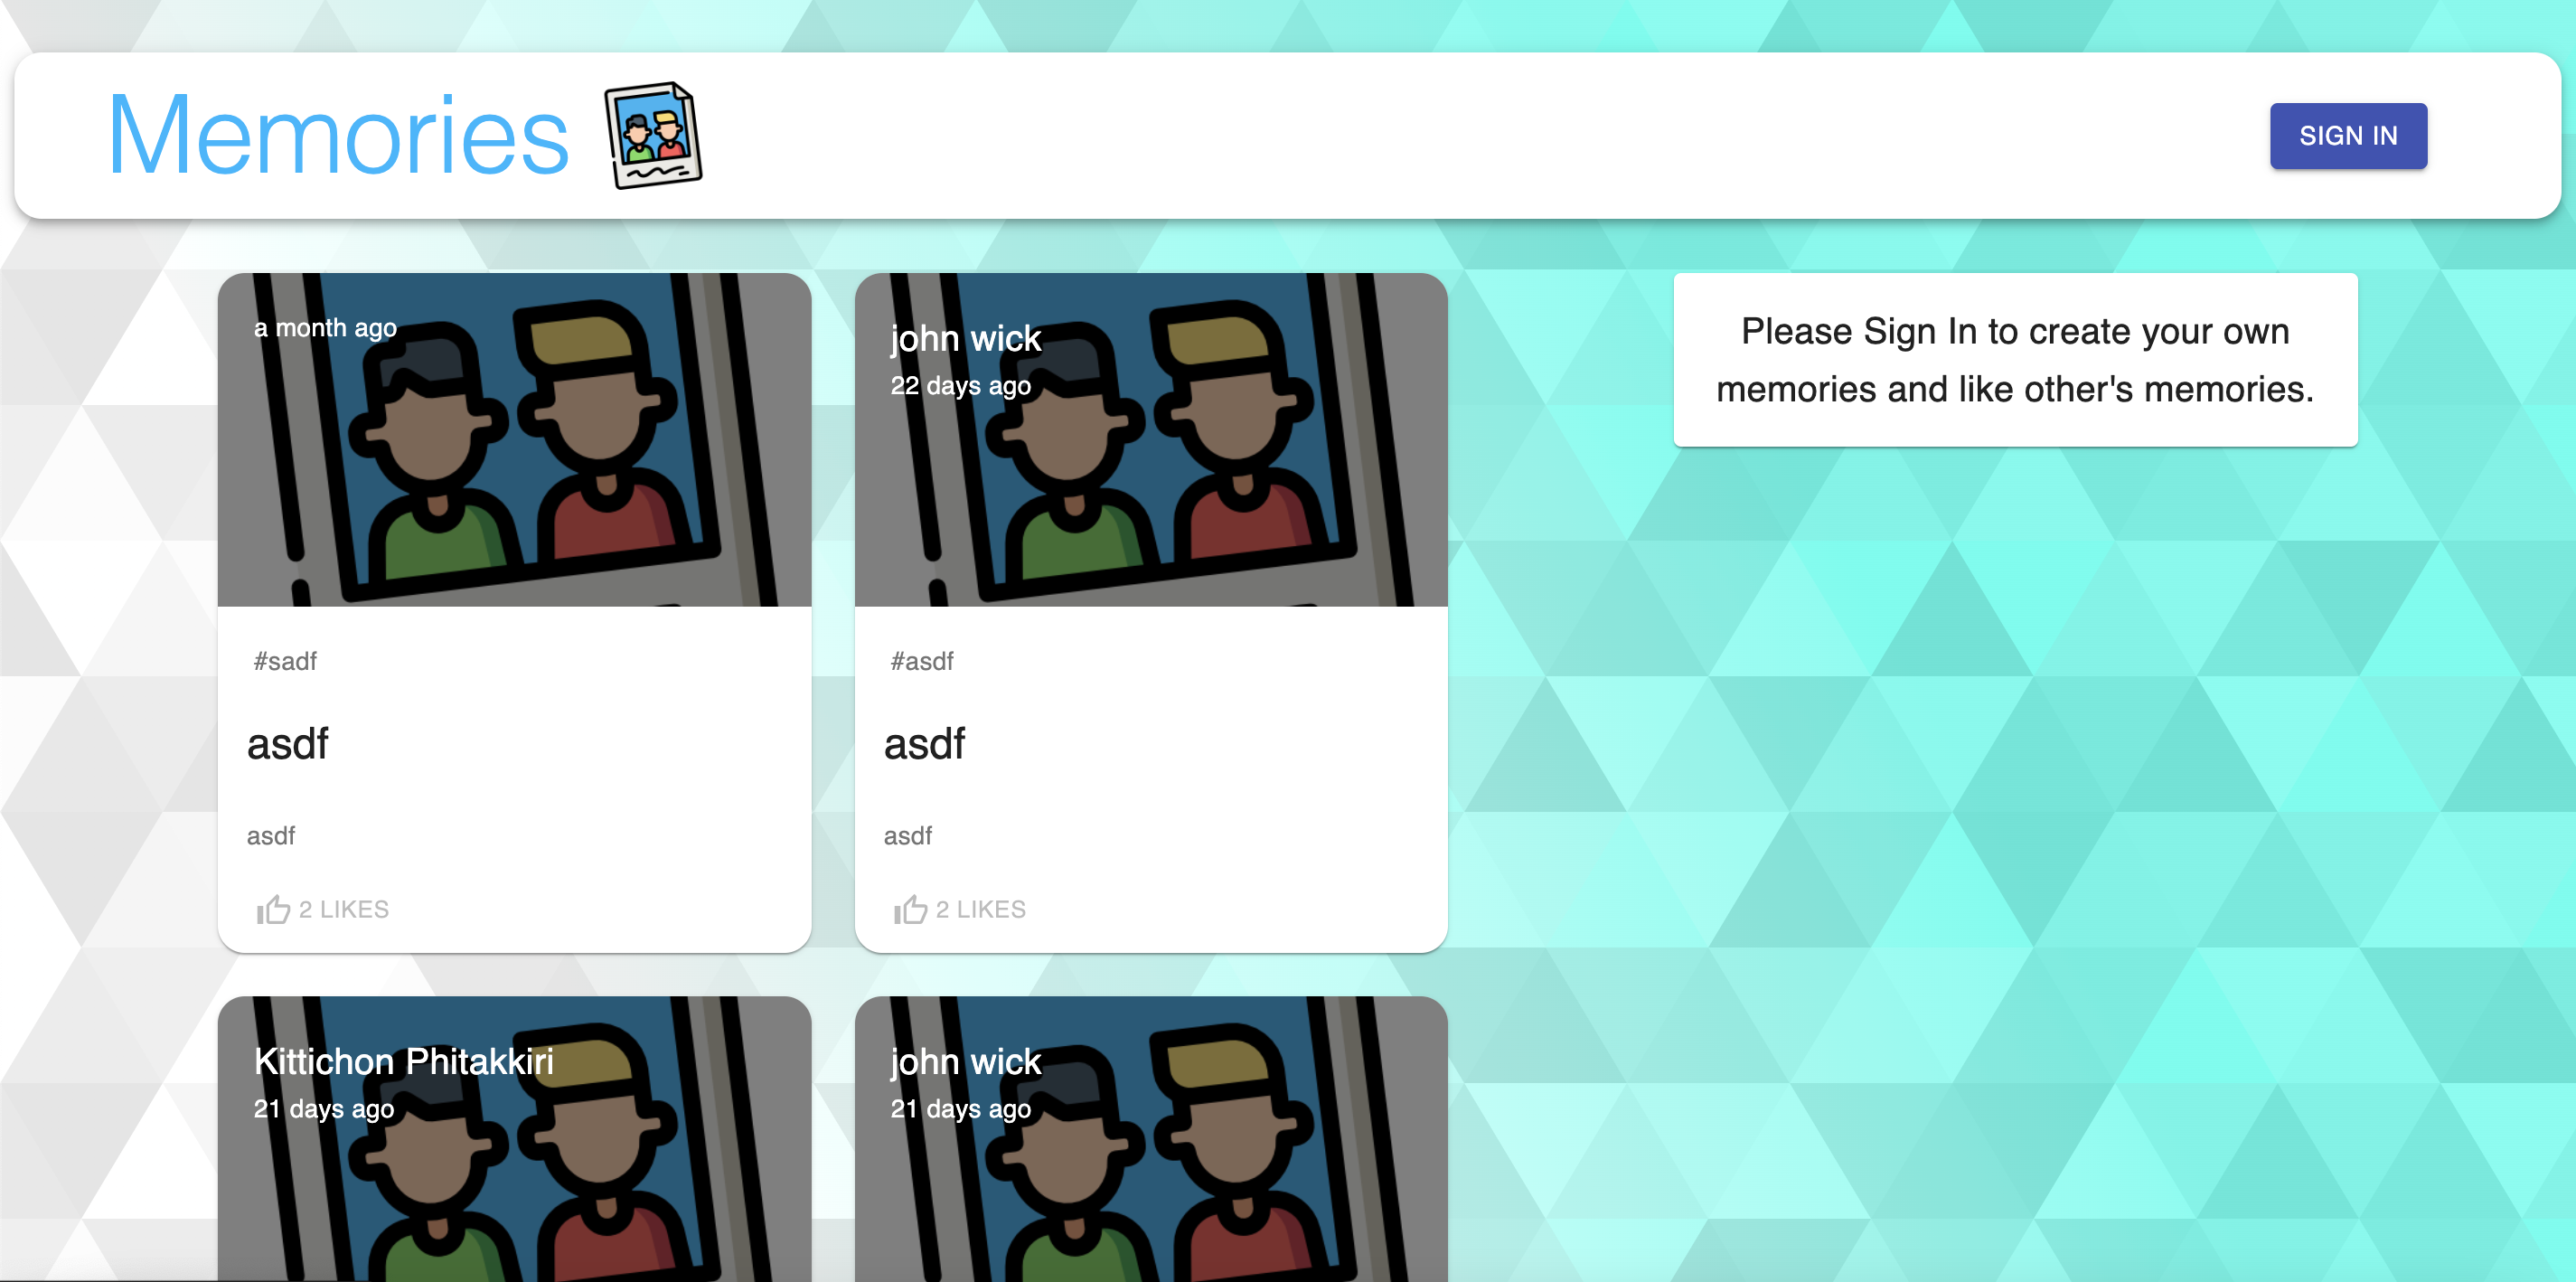 Memories
SIGN IN
a month ago
#sadf
asdf
asdf
2 LIKES
john wick
22 days ago
#asdf
asdf
asdf
2 LIKES
Please Sign In to create your own
memories and like other's memories.
Kittichon Phitakkiri
21 days ago
john wick
21 days ago